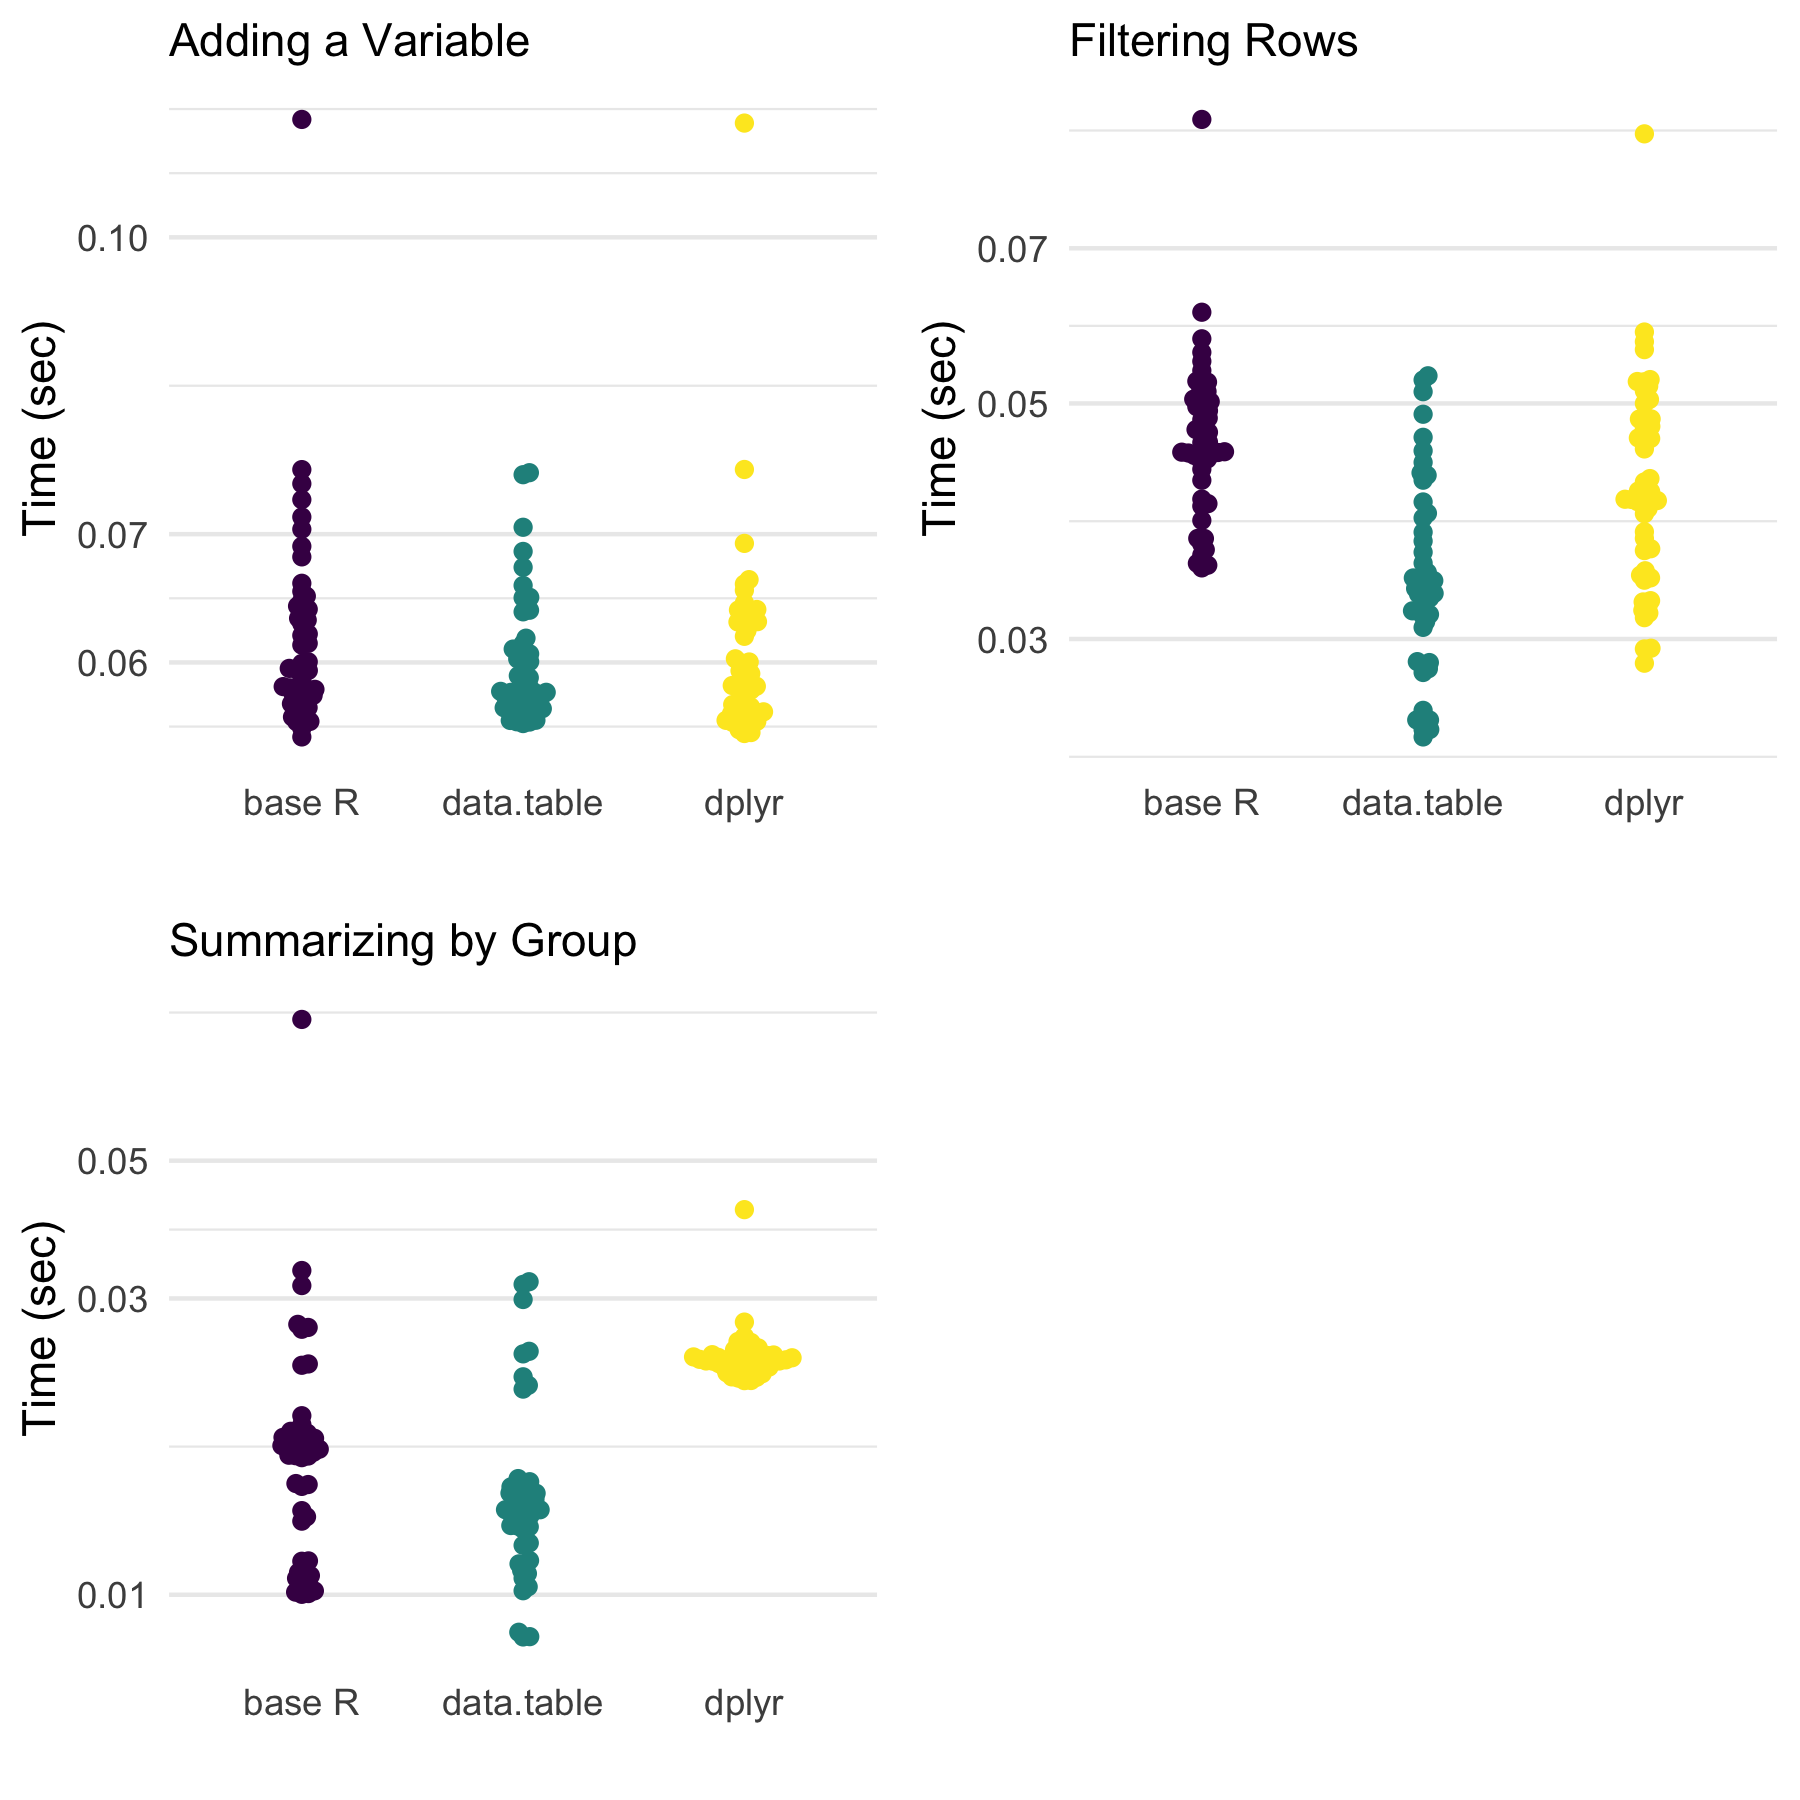 Adding a Variable
Time (sec)
0.10
0.07
0.06
base R
data.table
dplyr
Filtering Rows
Time (sec)
0.07
0.05
0.03
base R
data.table
dplyr
Summarizing by Group
Time (sec)
0.05
0.03
0.01
base R
data.table
dplyr